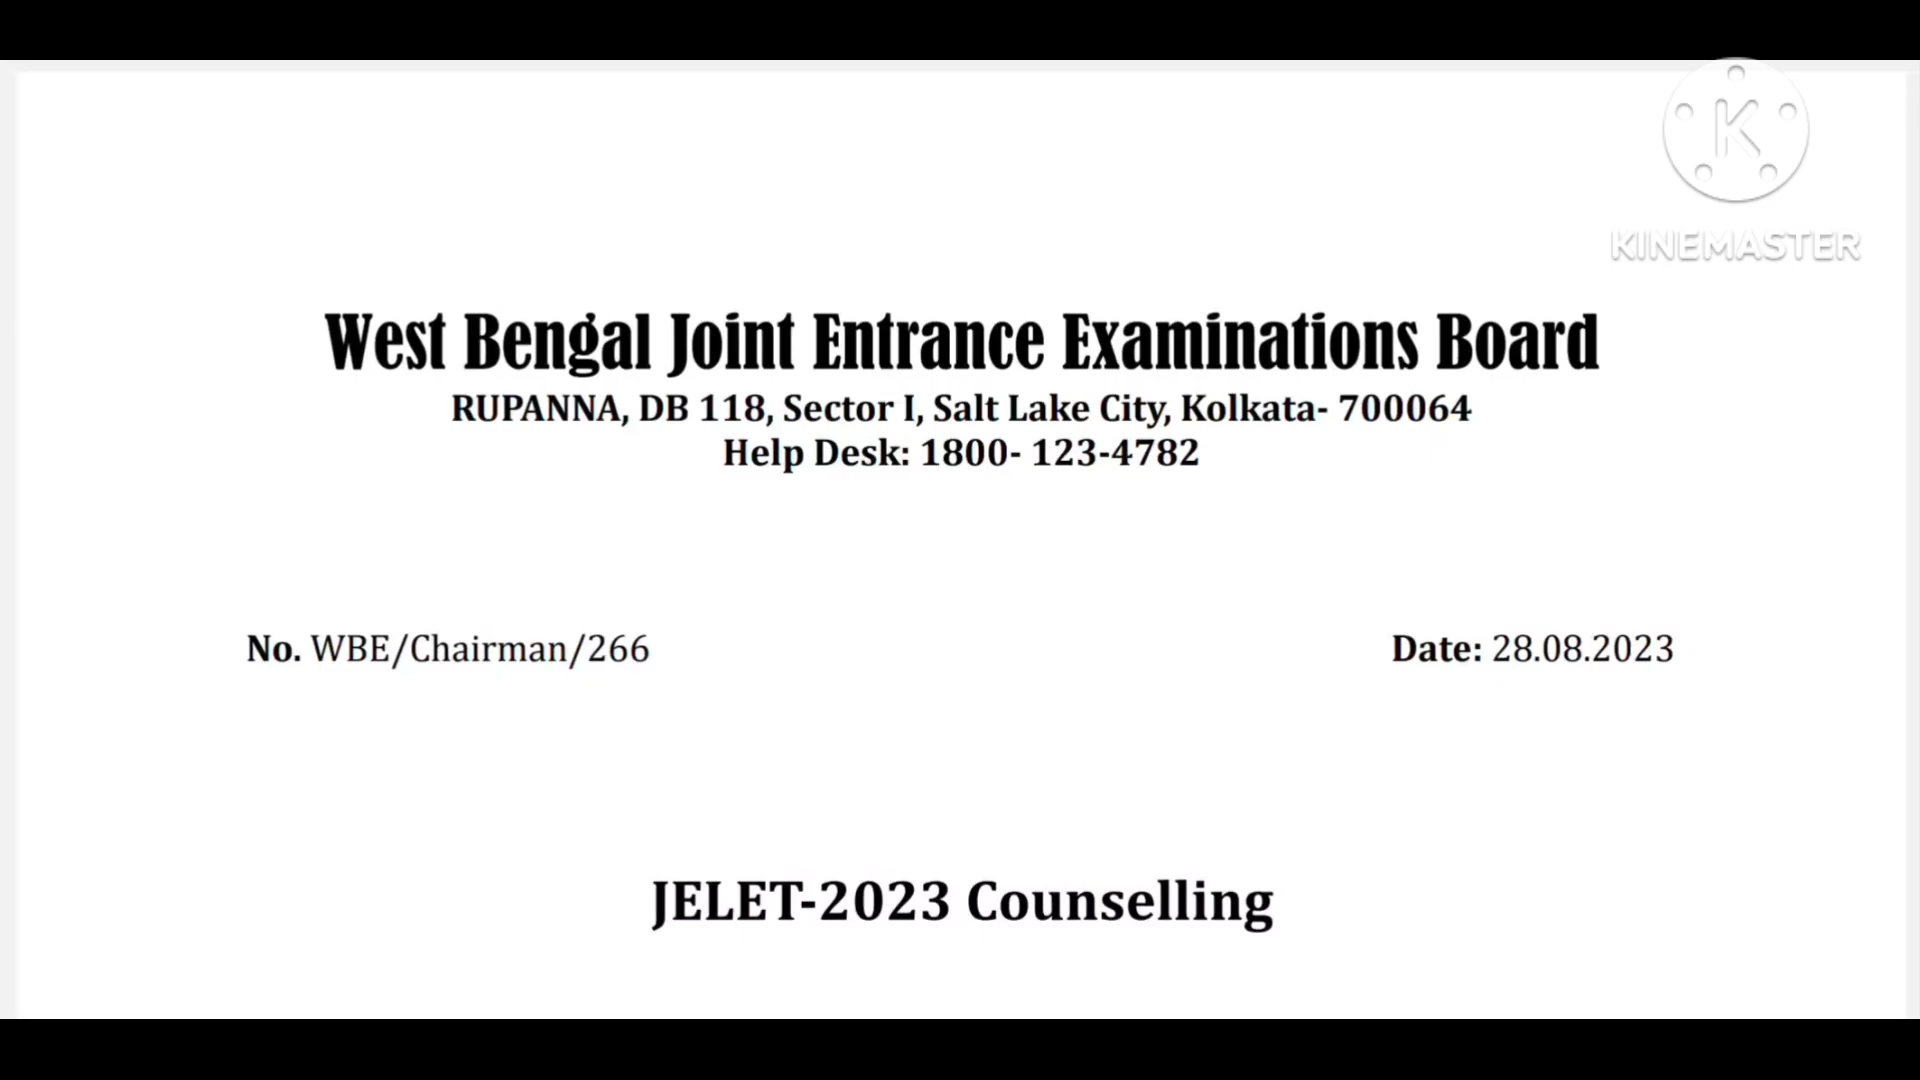 K
KINEMASTER
West Bengal Joint Entrance Examinations Board
RUPANNA, DB 118, Sector I, Salt Lake City, Kolkata- 700064
Help Desk: 1800- 123-4782
No. WBE/Chairman/266 Date: 28.08.2023
JELET-2023 Counselling